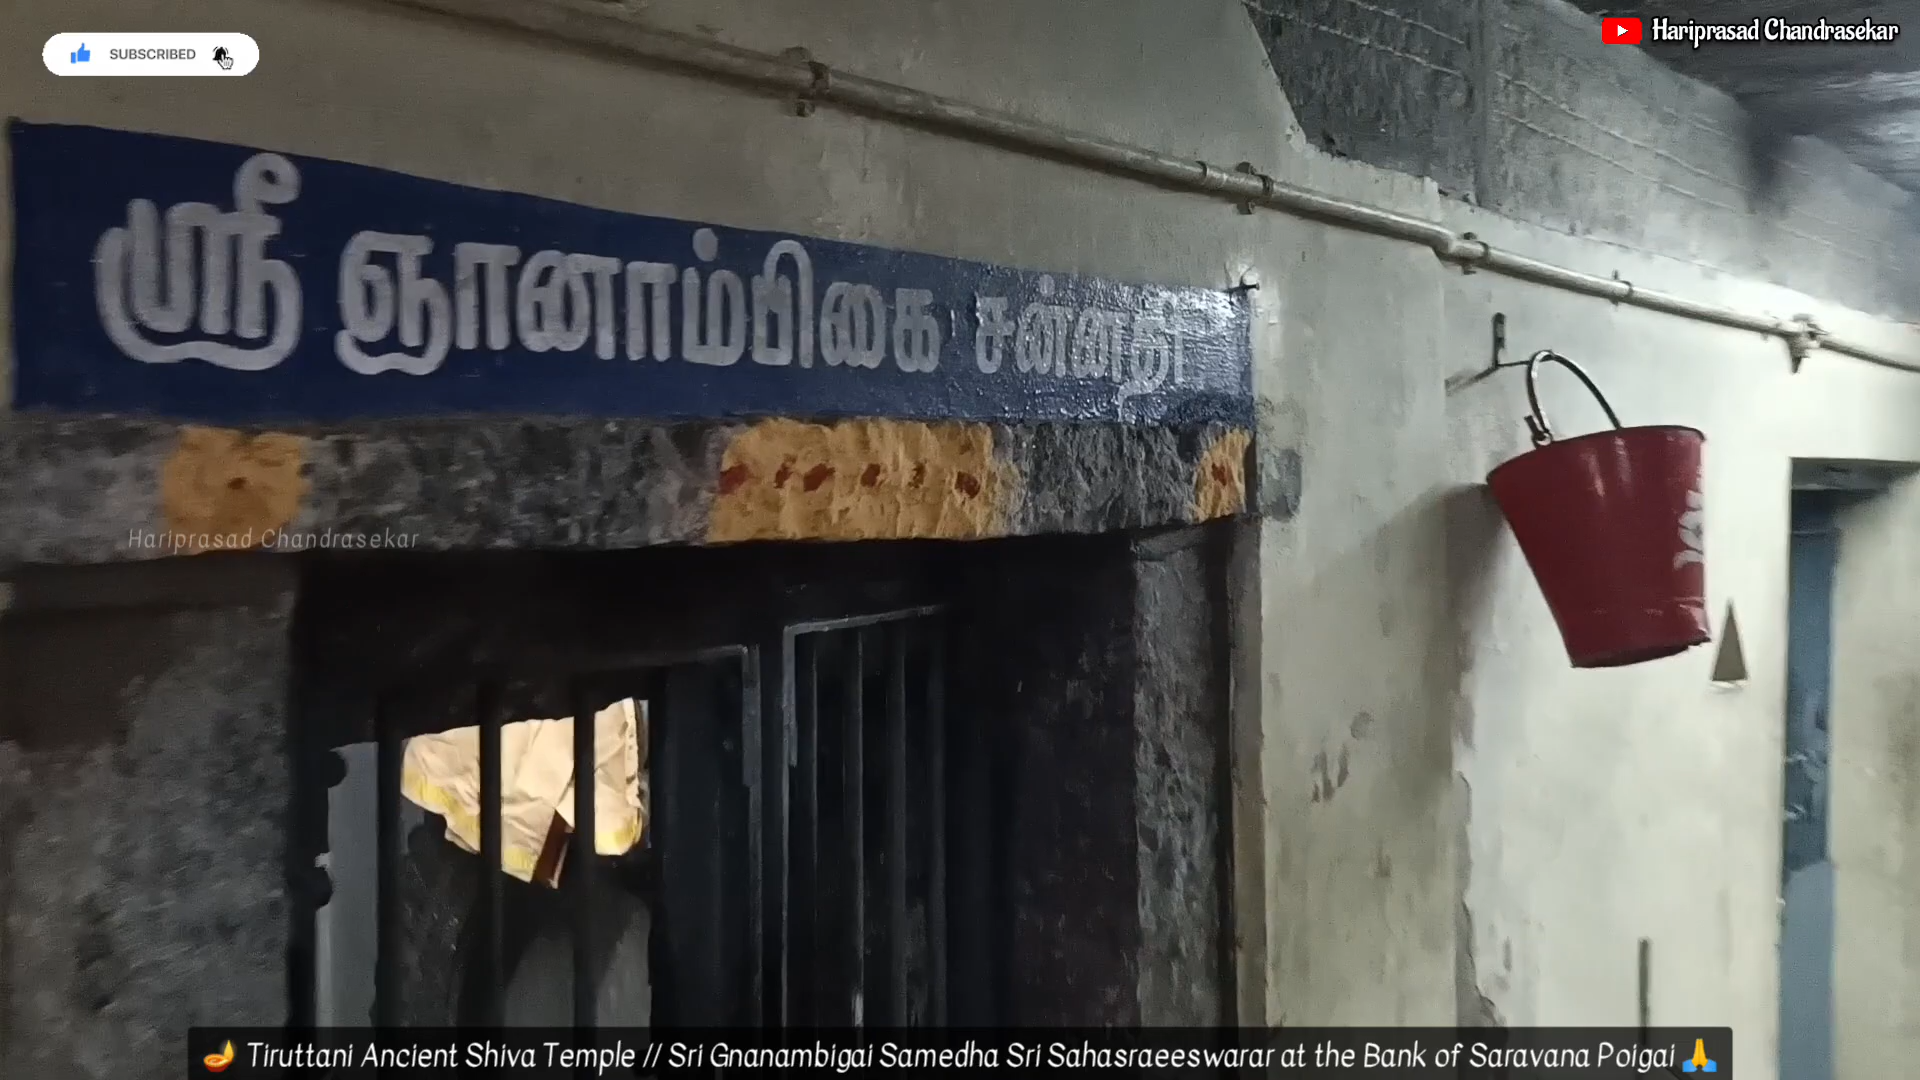 SUBSCRIBED
Hariprasad Chandrasekar
ஸ்ரீ ஞானாம்பிகை சன்னதி
Hariprasad Chandrasekar
Tiruttani Ancient Shiva Temple // Sri Gnanambigai Samedha Sri Sahasraeeswarar at the Bank of Saravana Poigai